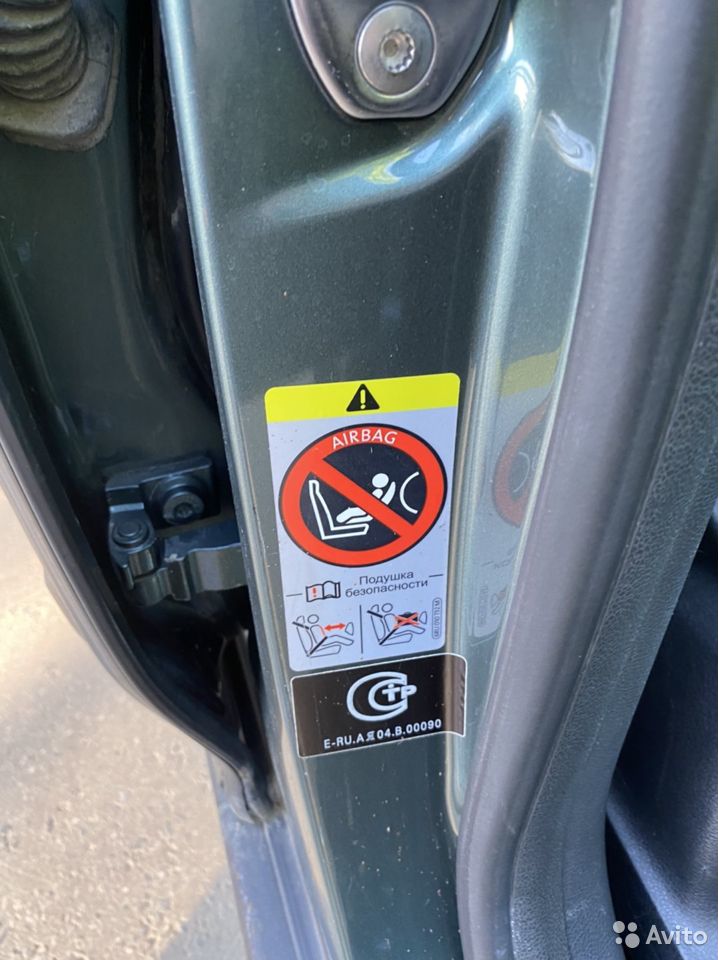 AIRBAG
Подушка
безопасности
E-RU.АЯ04.В.00090
Avito